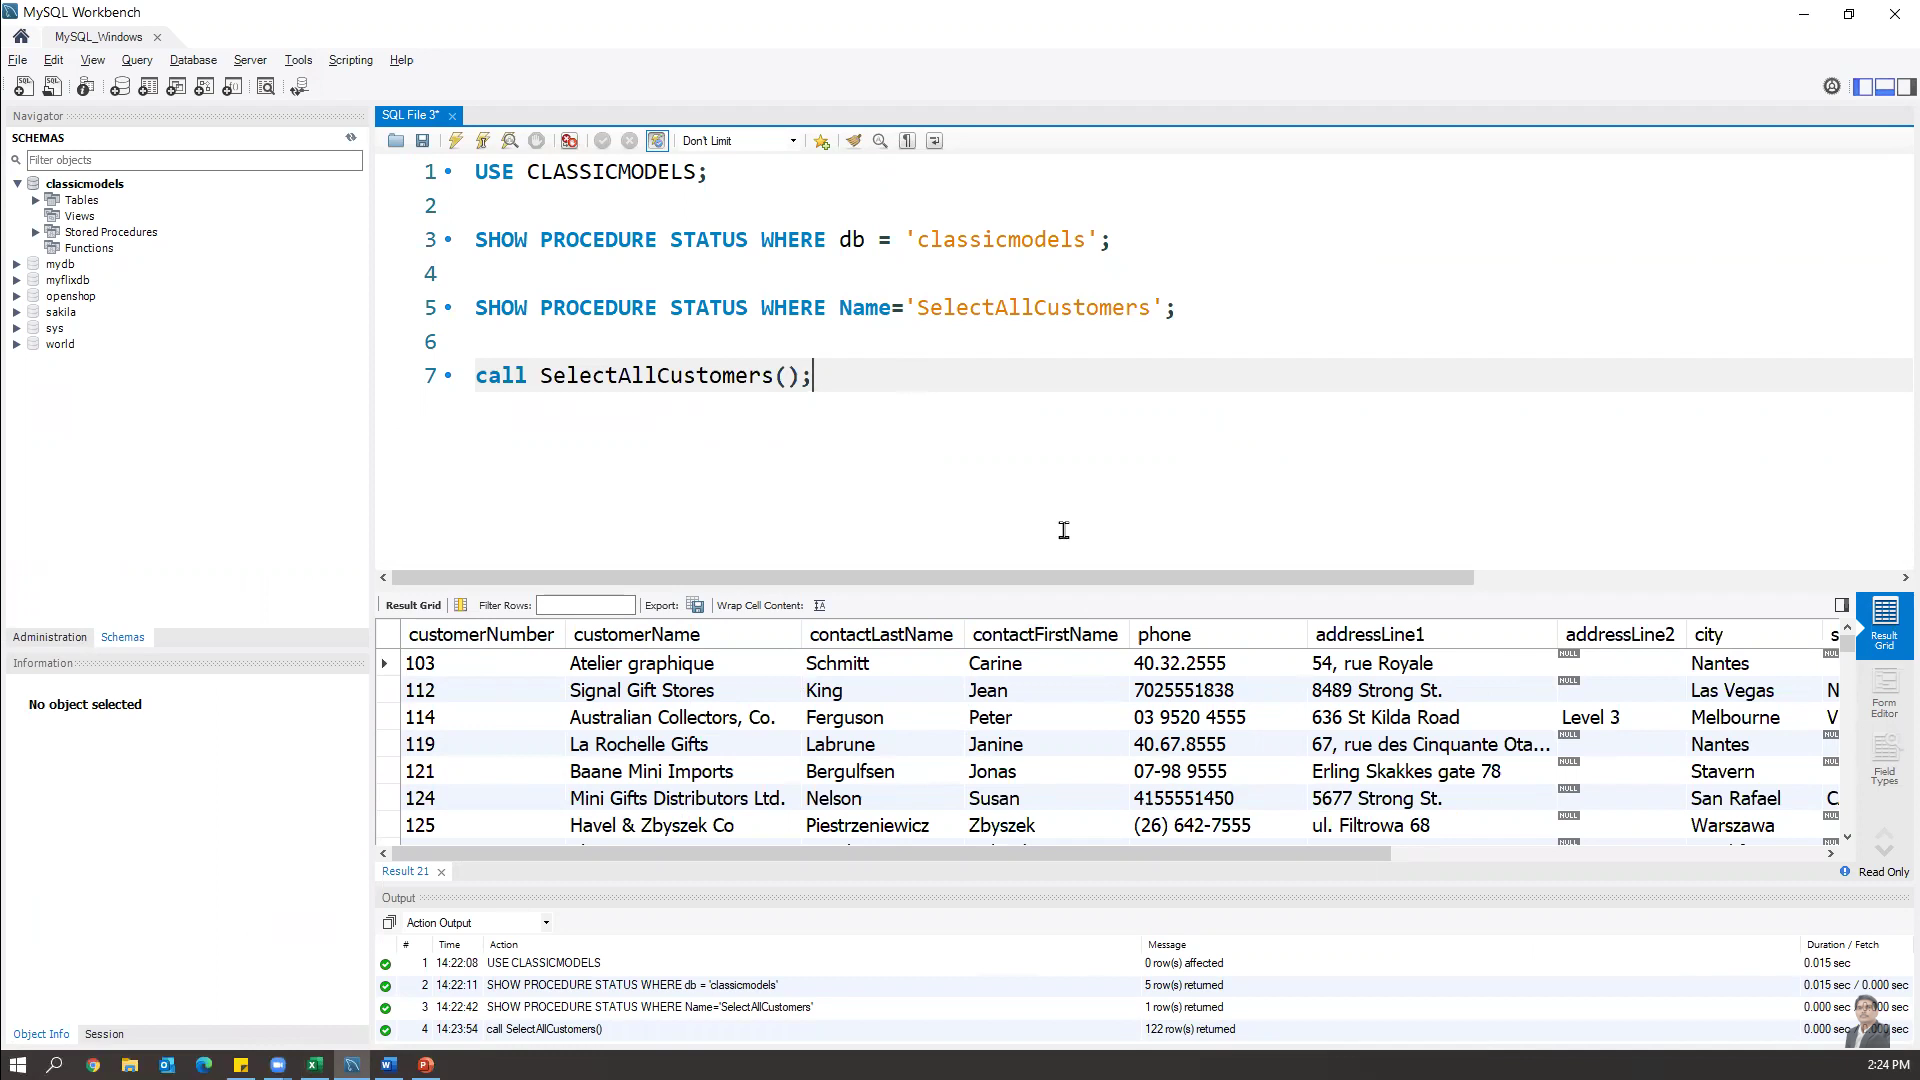 MySQL Workbench
MySQL_Windows
File Edit View Query Database Server Tools Scripting Help
Navigator
SCHEMAS
Filter objects
classicmodels
Tables
Views
Stored Procedures
Functions
mydb
myflixdb
openshop
sakila
sys
world
Administration Schemas
Information
No object selected
Object Info Session
SQL File 3*
Don't Limit
1 USE CLASSICMODELS;
2
3 SHOW PROCEDURE STATUS WHERE db = 'classicmodels';
4
5 SHOW PROCEDURE STATUS WHERE Name='SelectAllCustomers';
6
7 call SelectAllCustomers();
Result Grid Filter Rows: Export: Wrap Cell Content:
customerNumber customerName contactLastName contactFirstName phone addressLine1 addressLine2 city s
103 Atelier graphique Schmitt Carine 40.32.2555 54, rue Royale NULL Nantes NUL
112 Signal Gift Stores King Jean 7025551838 8489 Strong St. NULL Las Vegas N
114 Australian Collectors, Co. Ferguson Peter 03 9520 4555 636 St Kilda Road Level 3 Melbourne V
119 La Rochelle Gifts Labrune Janine 40.67.8555 67, rue des Cinquante Ota... NULL Nantes NUL
121 Baane Mini Imports Bergulfsen Jonas 07-98 9555 Erling Skakkes gate 78 NULL Stavern NUL
124 Mini Gifts Distributors Ltd. Nelson Susan 4155551450 5677 Strong St. NULL San Rafael C
125 Havel & Zbyszek Co Piestrzeniewicz Zbyszek (26) 642-7555 ul. Filtrowa 68 NULL Warszawa NUL
NULL NUL
Result Grid
Form Editor
Field Types
Result 21
Read Only
Output
Action Output
# Time Action Message Duration / Fetch
1 14:22:08 USE CLASSICMODELS 0 row(s) affected 0.015 sec
2 14:22:11 SHOW PROCEDURE STATUS WHERE db = 'classicmodels' 5 row(s) returned 0.015 sec / 0.000 sec
3 14:22:42 SHOW PROCEDURE STATUS WHERE Name='SelectAllCustomers' 1 row(s) returned 0.000 sec 0.000 sec
4 14:23:54 call SelectAllCustomers() 122 row(s) returned 0.000 sec 0.000 sec
2:24 PM